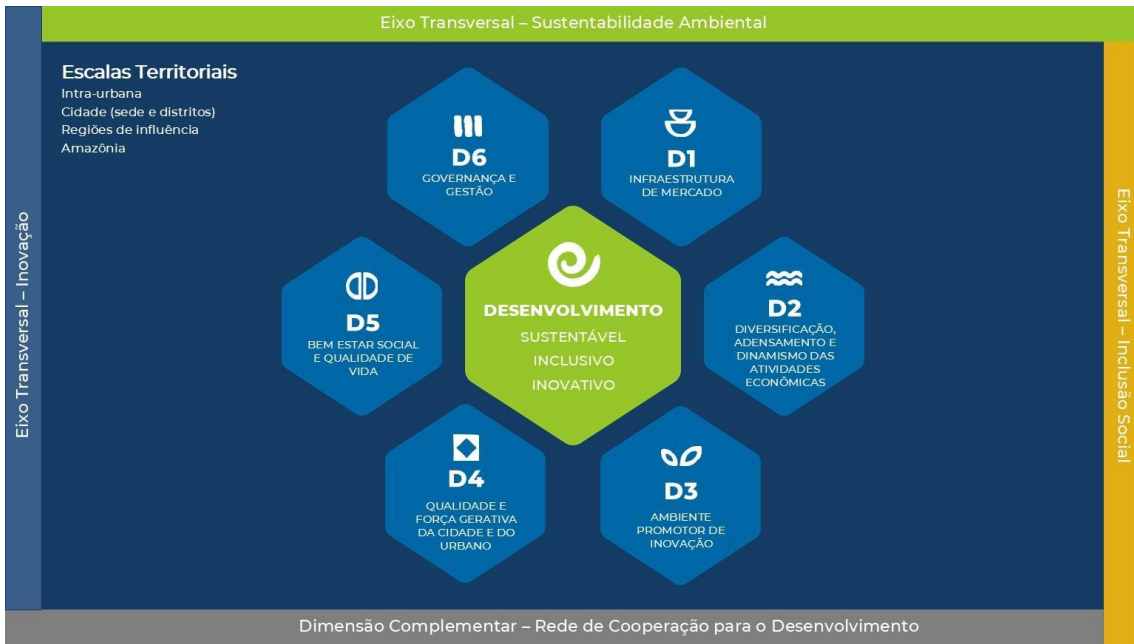 Eixo Transversal – Sustentabilidade Ambiental
Escalas Territoriais
Intra-urbana
Cidade (sede e distritos)
Regiões de influência
Amazônia
Eixo Transversal – Inovação
D6
GOVERNANÇA E
GESTÃO
D1
INFRAESTRUTURA
DE MERCADO
D5
BEM ESTAR SOCIAL
E QUALIDADE DE
VIDA
DESENVOLVIMENTO
SUSTENTÁVEL
INCLUSIVO
INOVATIVO
D2
DIVERSIFICAÇÃO,
ADENSAMENTO E
DINAMISMO DAS
ATIVIDADES
ECONÔMICAS
D4
QUALIDADE E
FORÇA GERATIVA
DA CIDADE E DO
URBANO
D3
AMBIENTE
PROMOTOR DE
INOVAÇÃO
Eixo Transversal – Inclusão Social
Dimensão Complementar – Rede de Cooperação para o Desenvolvimento